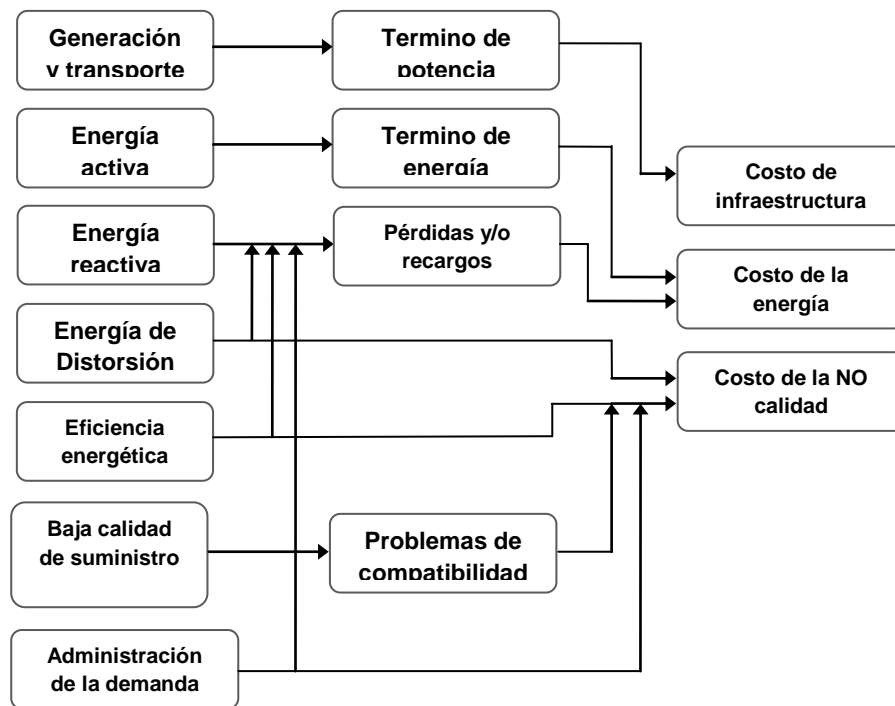 Generación
y transporte
Termino de
potencia
Energía
activa
Termino de
energía
Costo de
infraestructura
Energía
reactiva
Pérdidas y/o
recargos
Costo de la
energía
Energía de
Distorsión
Costo de la NO
calidad
Eficiencia
energética
Baja calidad
de suministro
Problemas de
compatibilidad
Administración
de la demanda